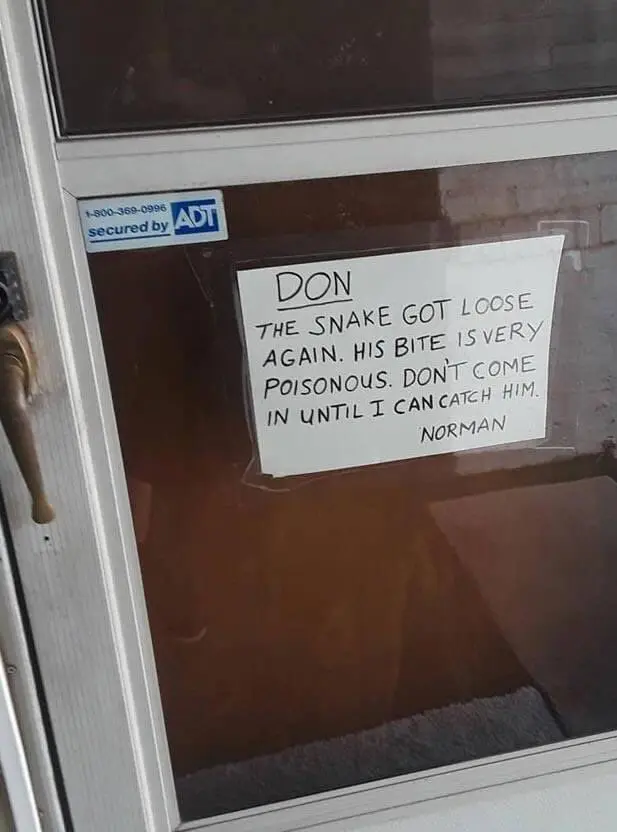 1-800-369-0996
secured by ADT
DON
THE SNAKE GOT LOOSE
AGAIN. HIS BITE IS VERY
POISONOUS. DON'T COME
IN UNTIL I CAN CATCH HIM.
NORMAN